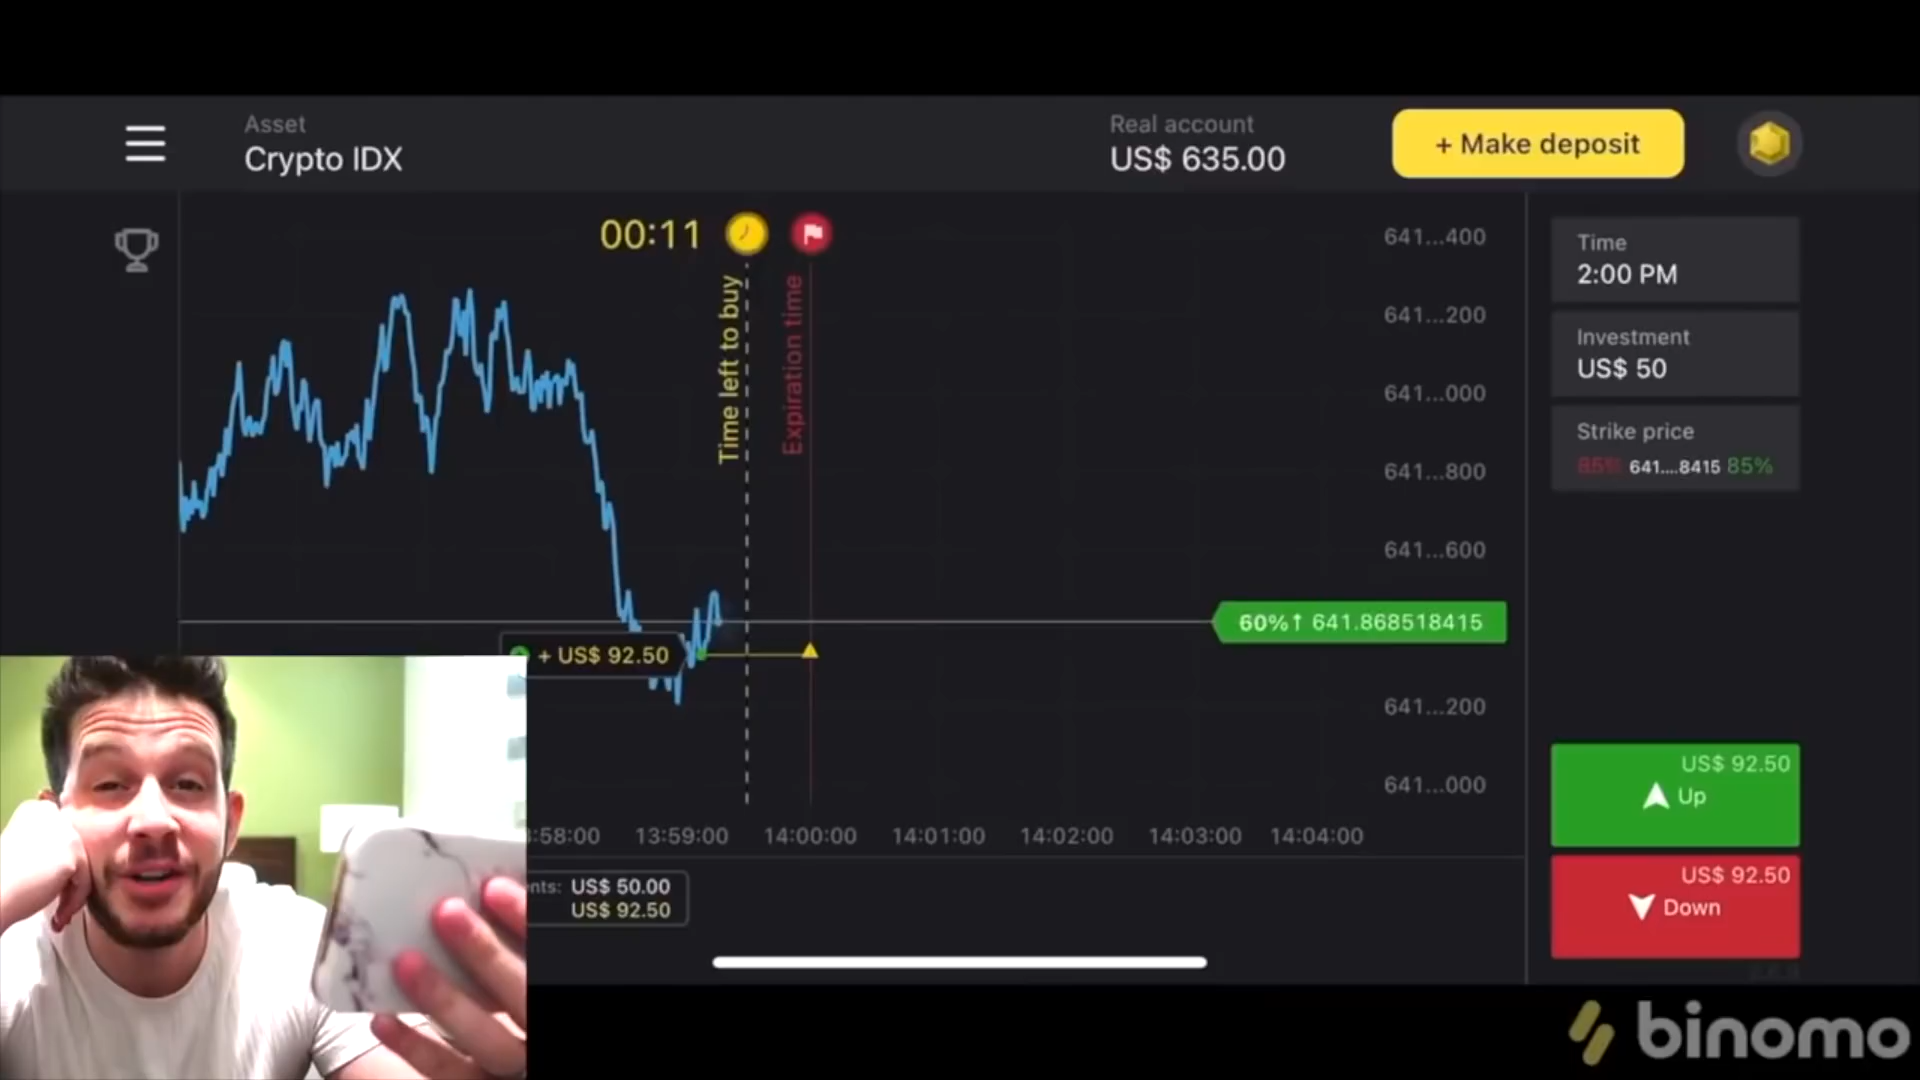 Asset
Crypto IDX
Real account
US$ 635.00
+ Make deposit
00:11
Time left to buy
Expiration time
641...400
641...200
641...000
641...800
641...600
60%↑ 641.868518415
641...200
641...000
+ US$ 92.50
:58:00 13:59:00 14:00:00 14:01:00 14:02:00 14:03:00 14:04:00
nts: US$ 50.00
US$ 92.50
Time
2:00 PM
Investment
US$ 50
Strike price
85% 641....8415 85%
US$ 92.50
Up
US$ 92.50
Down
binomo